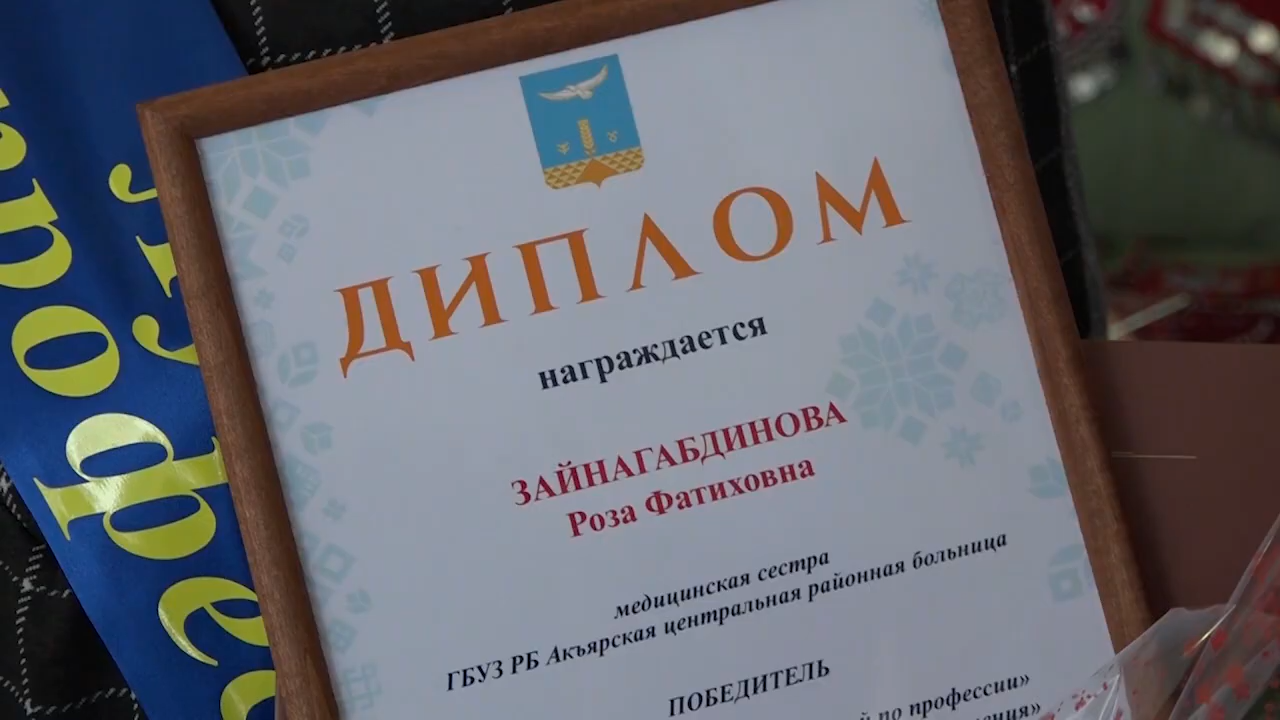 ДИПЛОМ
награждается
ЗАЙНАГАБДИНОВА
Роза Фатиховна
медицинская сестра
ГБУЗ РБ Акъярская центральная районная больница
ПОБЕДИТЕЛЬ
по профессии»